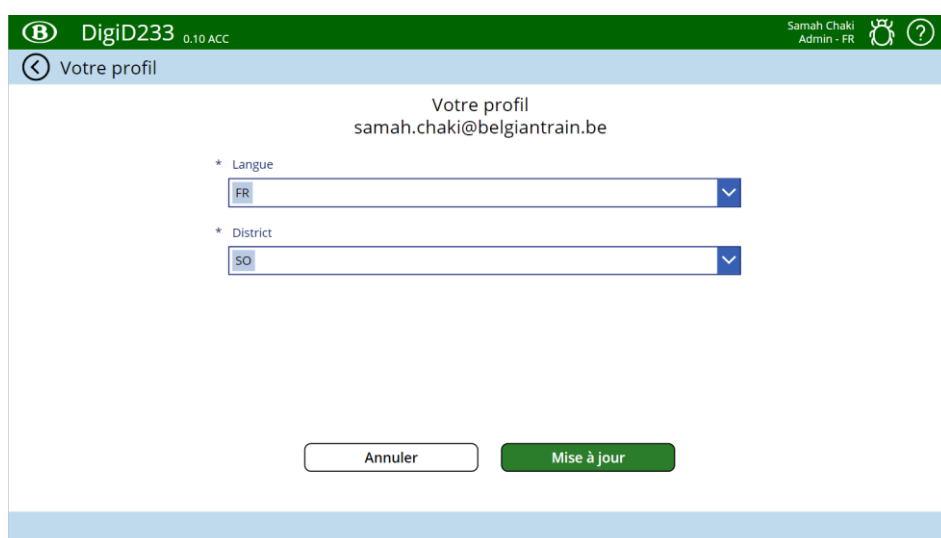 B
DigiD233 0.10 ACC
Samah Chaki
Admin - FR
?
Votre profil
Votre profil
samah.chaki@belgiantrain.be
* Langue
FR
* District
SO
Annuler
Mise à jour